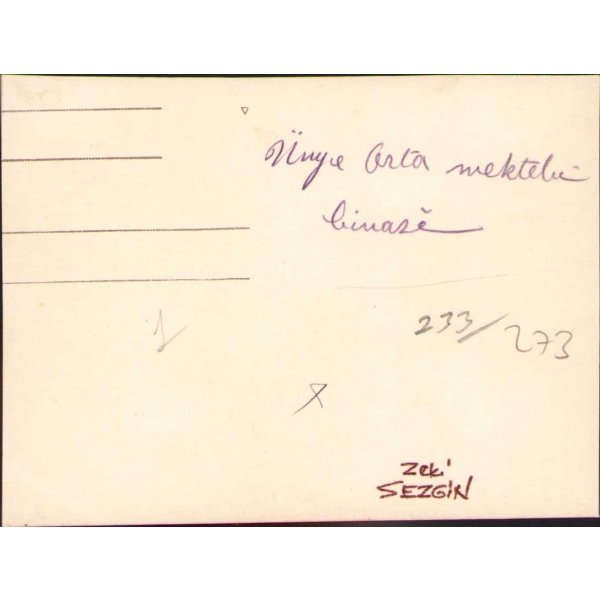 Ünye Orta mektebi
binası
233/273
1
x
Zeki
SEZGİN